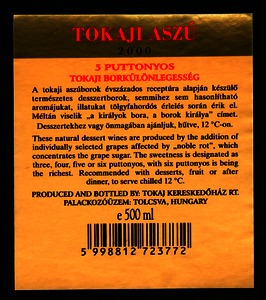 TOKAJI ASZÚ
2000
5 PUTTONYOS
TOKAJI BORKÜLÖNLEGESSÉG
A tokaji aszúborok évszázados receptúra alapján készülő
természetes desszertborok, semmihez sem hasonlítható
aromájukat, illatukat tölgyfahordós érlelés során érik el.
Méltán viselik „a királyok bora, a borok királya" címet.
Desszertekhez vagy önmagában ajánljuk, hűtve, 12 °C-on.
These natural dessert wines are produced by the addition of
individually selected grapes affected by „noble rot", which
concentrates the grape sugar. The sweetness is designated as
three, four, five or six puttonyos, with six puttonyos is being
the richest. Recommended with desserts, fruit or after
dinner, to serve chilled 12 °C.
PRODUCED AND BOTTLED BY: TOKAJ KERESKEDŐHÁZ RT.
PALACKOZÓÜZEM: TOLCSVA, HUNGARY
e 500 ml
5 998812 723772